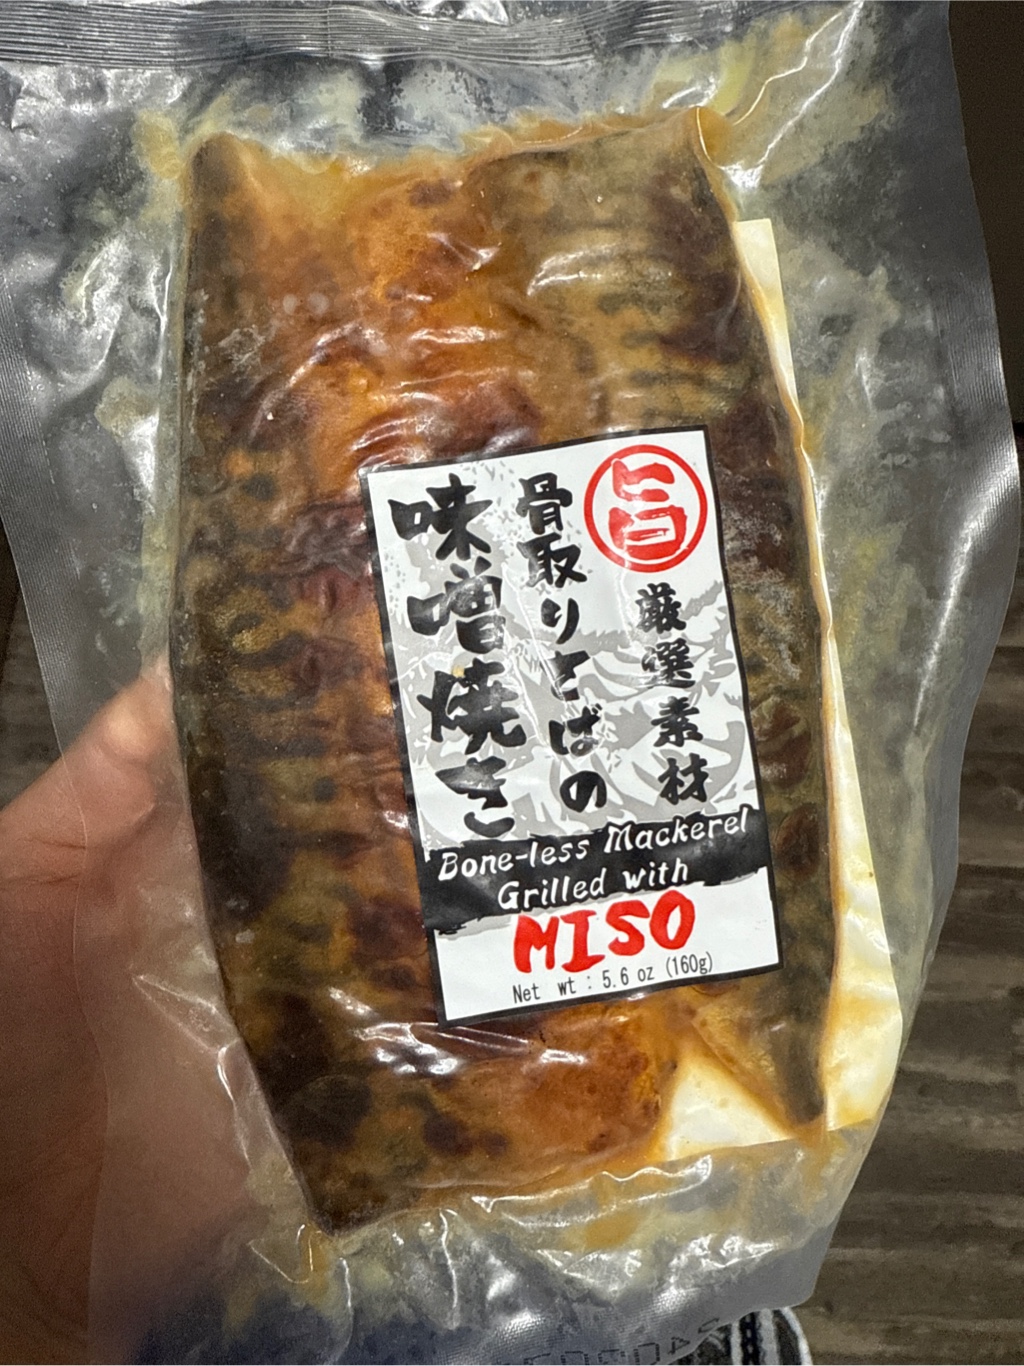 旨
厳選素材
骨取りさばの
味噌焼き
Bone-less Mackerel
Grilled with
MISO
Net wt : 5.6 oz (160g)